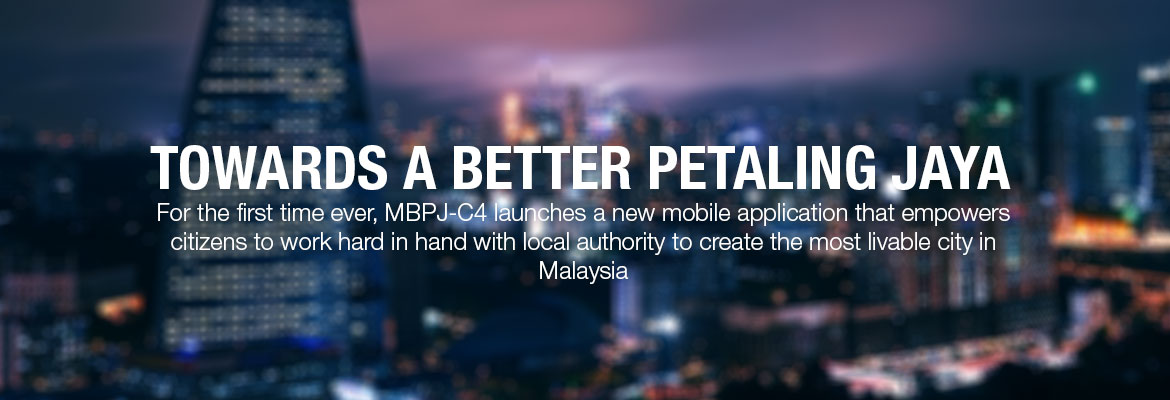 TOWARDS A BETTER PETALING JAYA
For the first time ever, MBPJ-C4 launches a new mobile application that empowers
citizens to work hard in hand with local authority to create the most livable city in
Malaysia